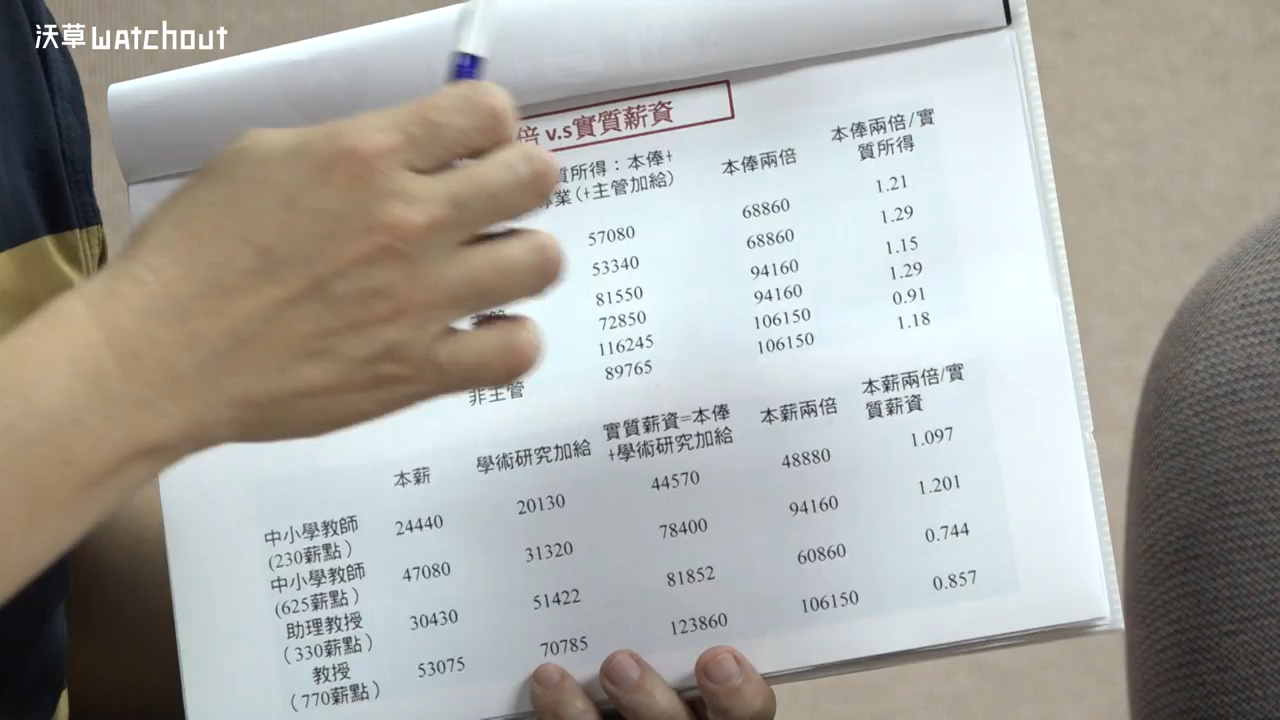 沃草 watchout
倍 v.s實質薪資
質所得：本俸+
專業(+主管加給)
本俸兩倍
本俸兩倍/實
質所得
57080 68860 1.21
53340 68860 1.29
81550 94160 1.15
72850 94160 1.29
116245 106150 0.91
非主管 89765 106150 1.18
本薪
學術研究加給
實質薪資=本俸
+學術研究加給
本薪兩倍
本薪兩倍/實
質薪資
中小學教師
(230薪點)
24440 20130 44570 48880 1.097
中小學教師
(625薪點)
47080 31320 78400 94160 1.201
助理教授
(330薪點)
30430 51422 81852 60860 0.744
教授
(770薪點)
53075 70785 123860 106150 0.857